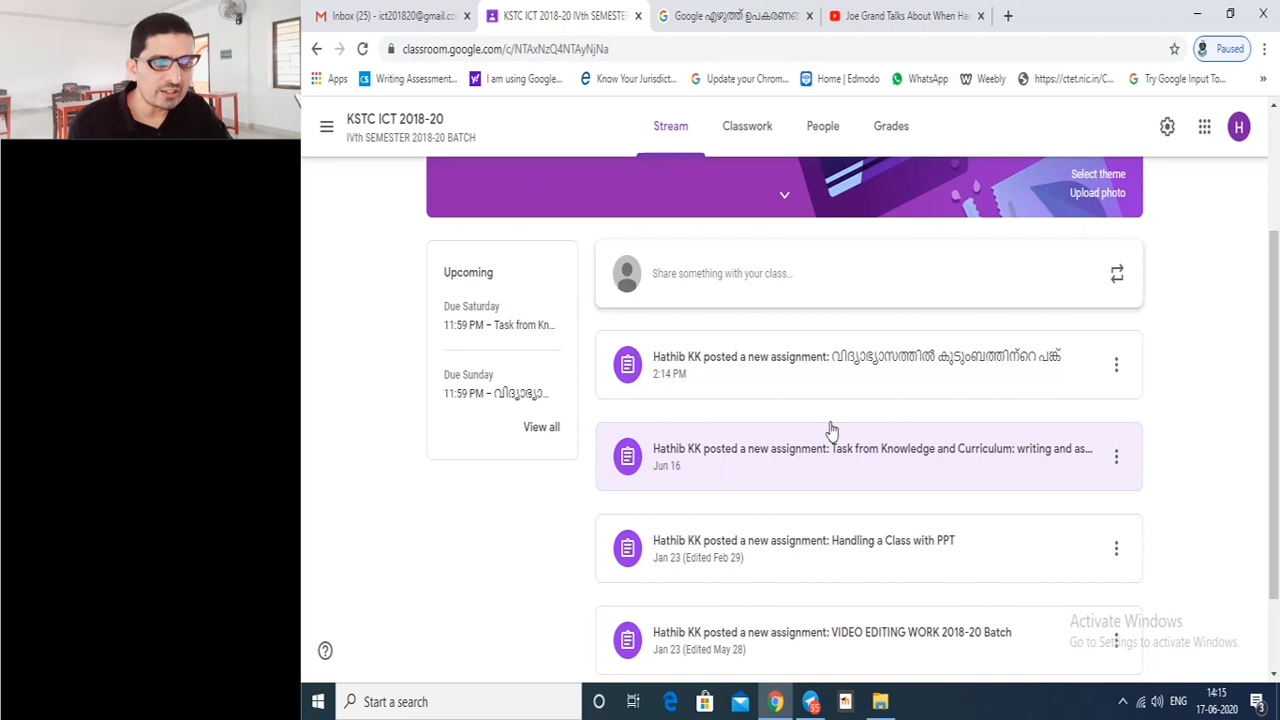 Inbox (25) - ict201820@gmail.co
KSTC ICT 2018-20 IVth SEMESTER
Google ഇഴുത്ത് ഉപകരണങ്ങ
Joe Grand Talks About When Ha
classroom.google.com/c/NTAxNzQ4NTAyNjNa
Paused
Apps
Writing Assessment...
I am using Google...
Know Your Jurisdict...
Update your Chrom...
Home | Edmodo
WhatsApp
Weebly
https://ctet.nic.in/C...
Try Google Input To...
KSTC ICT 2018-20
IVth SEMESTER 2018-20 BATCH
Stream
Classwork
People
Grades
H
Select theme
Upload photo
Upcoming
Due Saturday
11:59 PM – Task from Kn...
Due Sunday
11:59 PM – വിദ്യാഭ്യാ...
View all
Share something with your class...
Hathib KK posted a new assignment: വിദ്യാഭ്യാസത്തിൽ കുടുംബത്തിന്റെ പങ്ക്
2:14 PM
Hathib KK posted a new assignment: Task from Knowledge and Curriculum: writing and as...
Jun 16
Hathib KK posted a new assignment: Handling a Class with PPT
Jan 23 (Edited Feb 29)
Hathib KK posted a new assignment: VIDEO EDITING WORK 2018-20 Batch
Jan 23 (Edited May 28)
Activate Windows
Go to Settings to activate Windows.
Start a search
95
ENG
14:15
17-06-2020
3